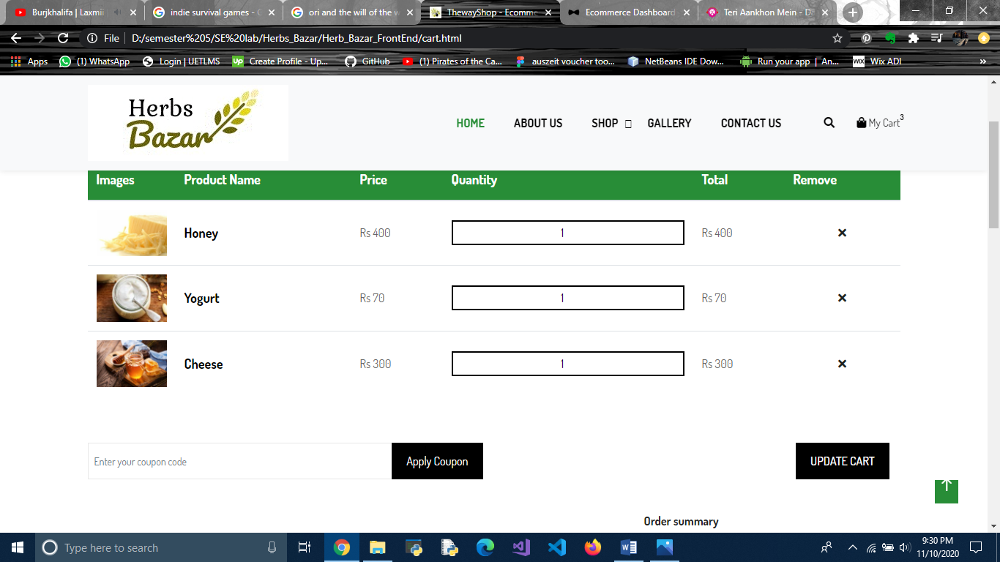 Burjkhalifa | Laxmii
indie survival games - G
ori and the will of the w
ThewayShop - Ecomme
Ecommerce Dashboard
Teri Aankhon Mein - Da
File
D:/semester%205/SE%20lab/Herbs_Bazar/Herb_Bazar_FrontEnd/cart.html
Apps
(1) WhatsApp
Login | UETLMS
Up
Create Profile - Up...
GitHub
(1) Pirates of the Ca...
auszeit voucher too...
NetBeans IDE Dow...
Run your app | An...
WIX
Wix ADI
»
Herbs
Bazar
HOME
ABOUT US
SHOP
GALLERY
CONTACT US
My Cart 3
Images Product Name Price Quantity Total Remove
Honey Rs 400 1 Rs 400
Yogurt Rs 70 1 Rs 70
Cheese Rs 300 1 Rs 300
Enter your coupon code
Apply Coupon
UPDATE CART
Order summary
Type here to search
9:30 PM
11/10/2020